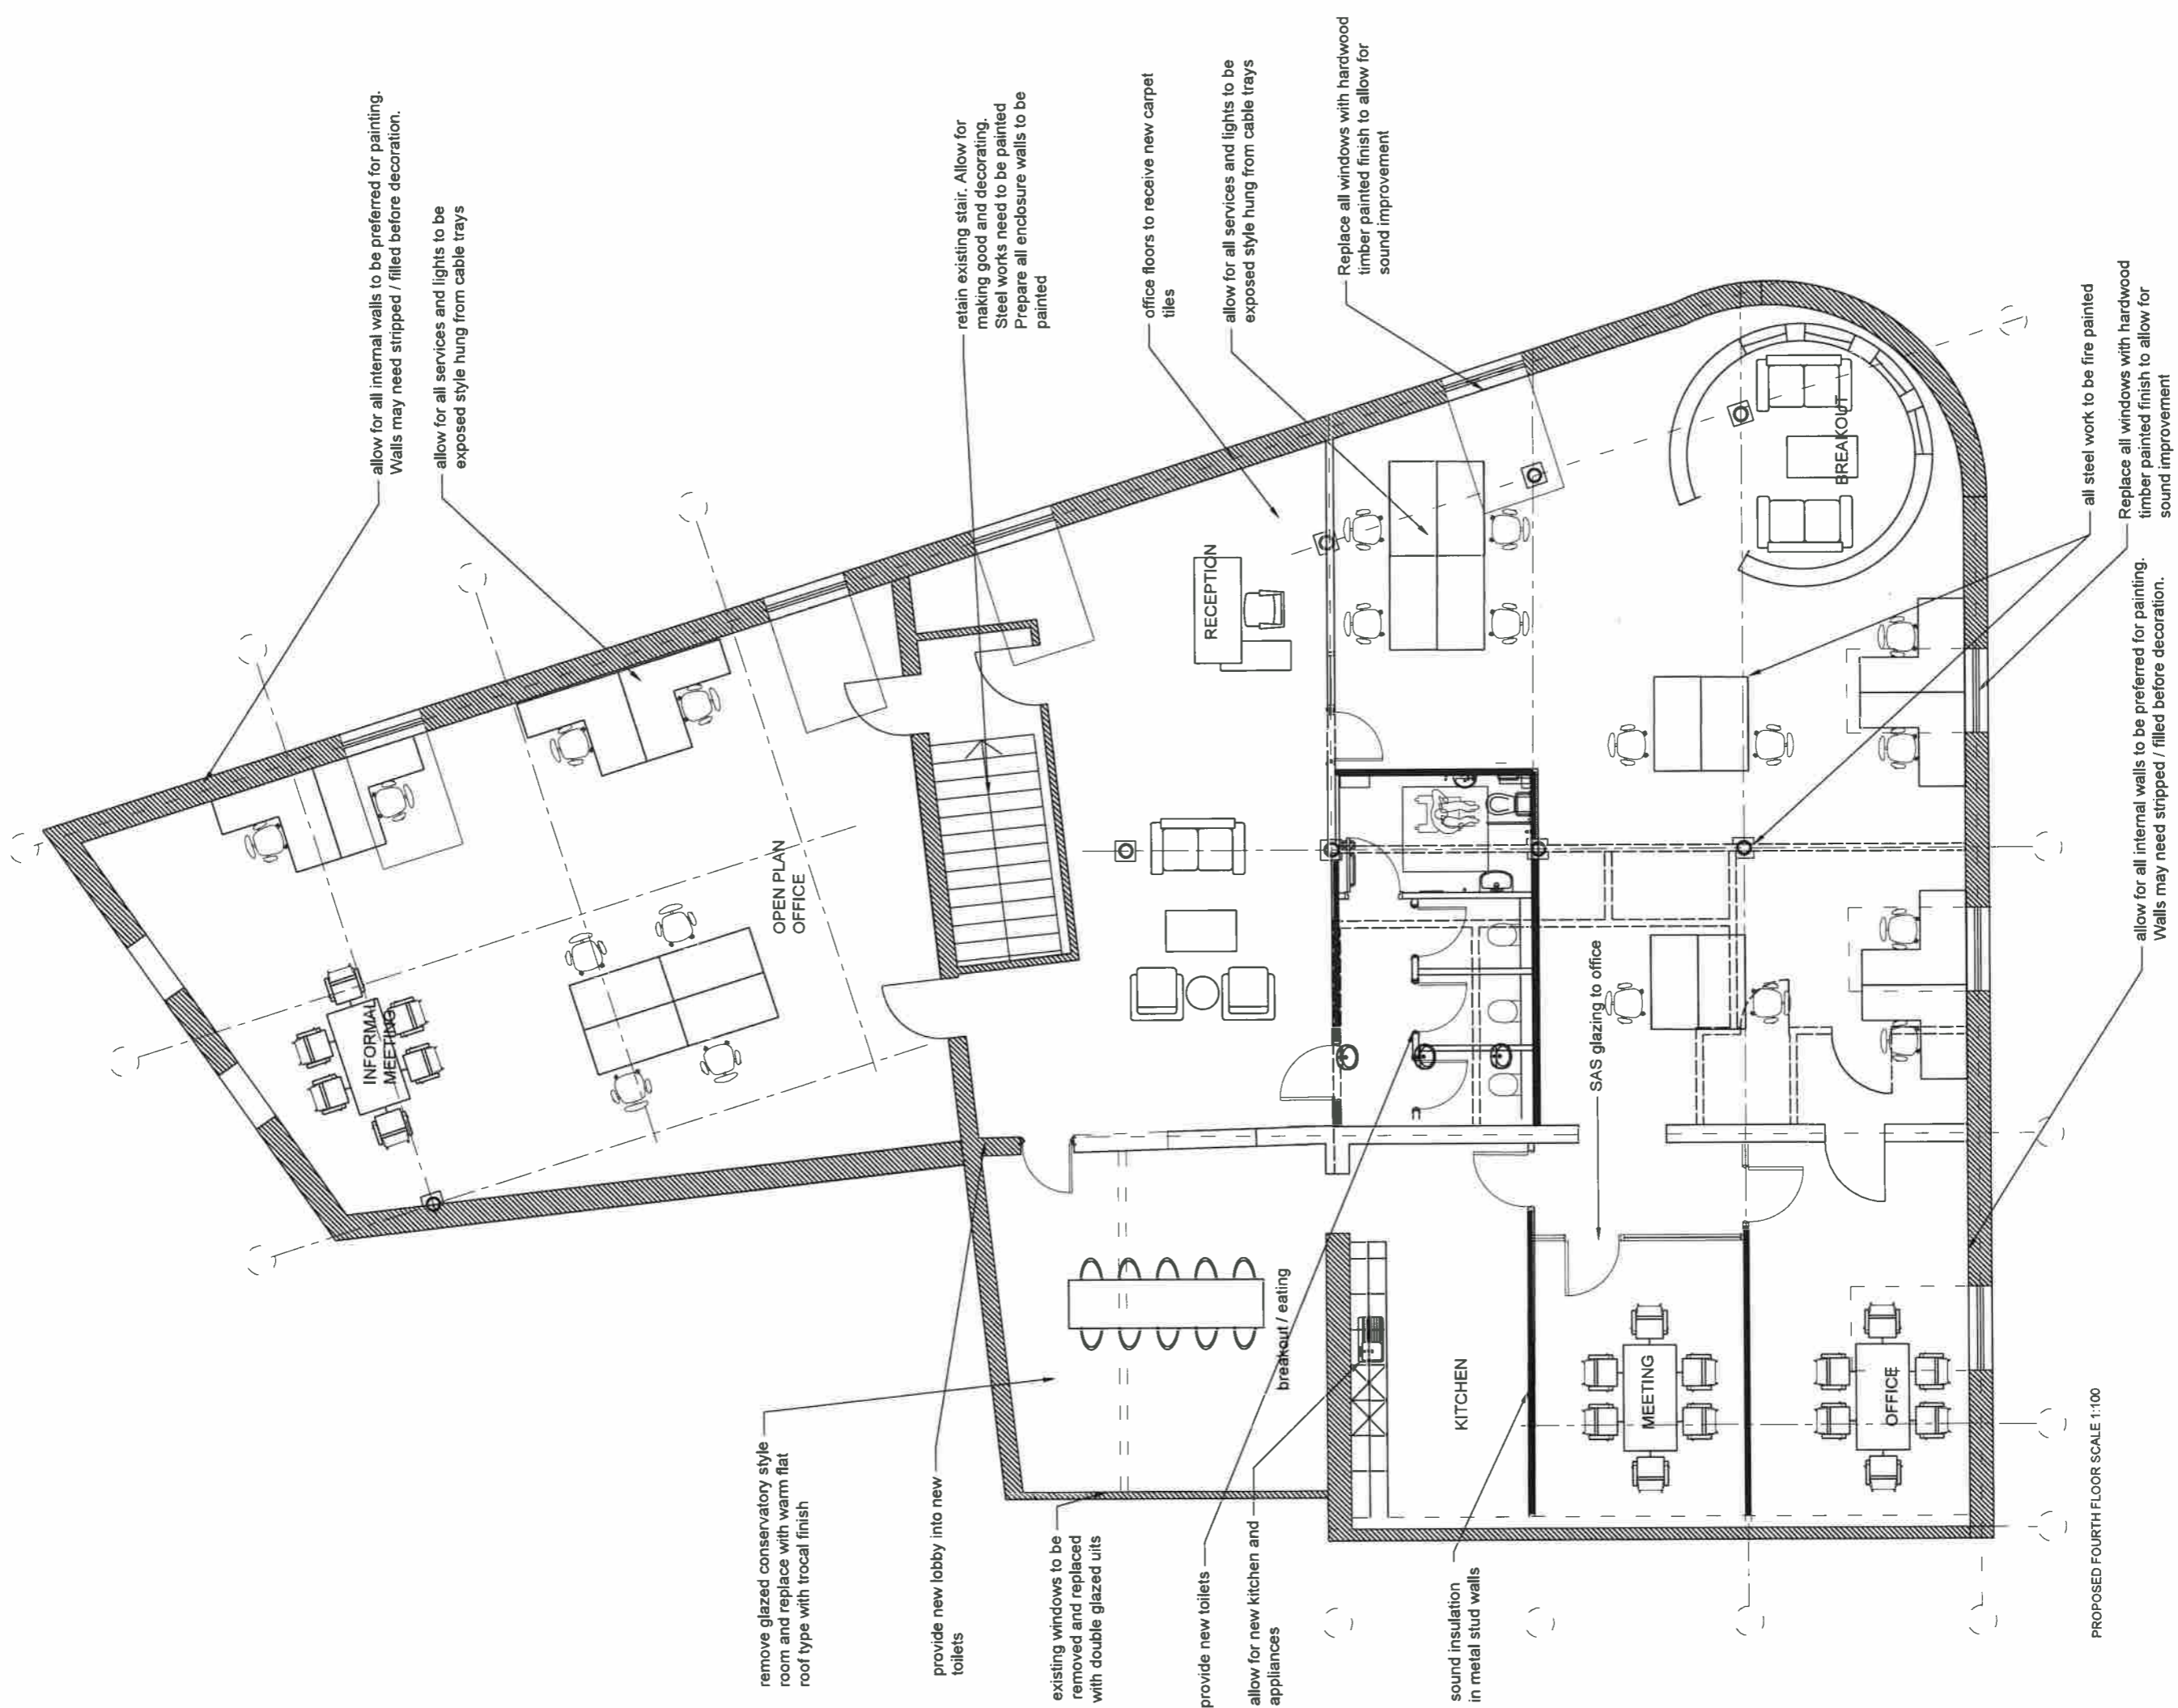 allow for all internal walls to be preferred for painting.
Walls may need stripped / filled before decoration.
allow for all services and lights to be
exposed style hung from cable trays
retain existing stair. Allow for
making good and decorating.
Steel works need to be painted
Prepare all enclosure walls to be
painted
office floors to receive new carpet
tiles
allow for all services and lights to be
exposed style hung from cable trays
Replace all windows with hardwood
timber painted finish to allow for
sound improvement
all steel work to be fire painted
Replace all windows with hardwood
timber painted finish to allow for
sound improvement
allow for all internal walls to be preferred for painting.
Walls may need stripped / filled before decoration.
INFORMAL
MEETING
OPEN PLAN
OFFICE
RECEPTION
BREAKOUT
SAS glazing to office
breakout / eating
KITCHEN
MEETING
OFFICE
remove glazed conservatory style
room and replace with warm flat
roof type with trocal finish
provide new lobby into new
toilets
existing windows to be
removed and replaced
with double glazed uits
provide new toilets
allow for new kitchen and
appliances
sound insulation
in metal stud walls
PROPOSED FOURTH FLOOR SCALE 1:100